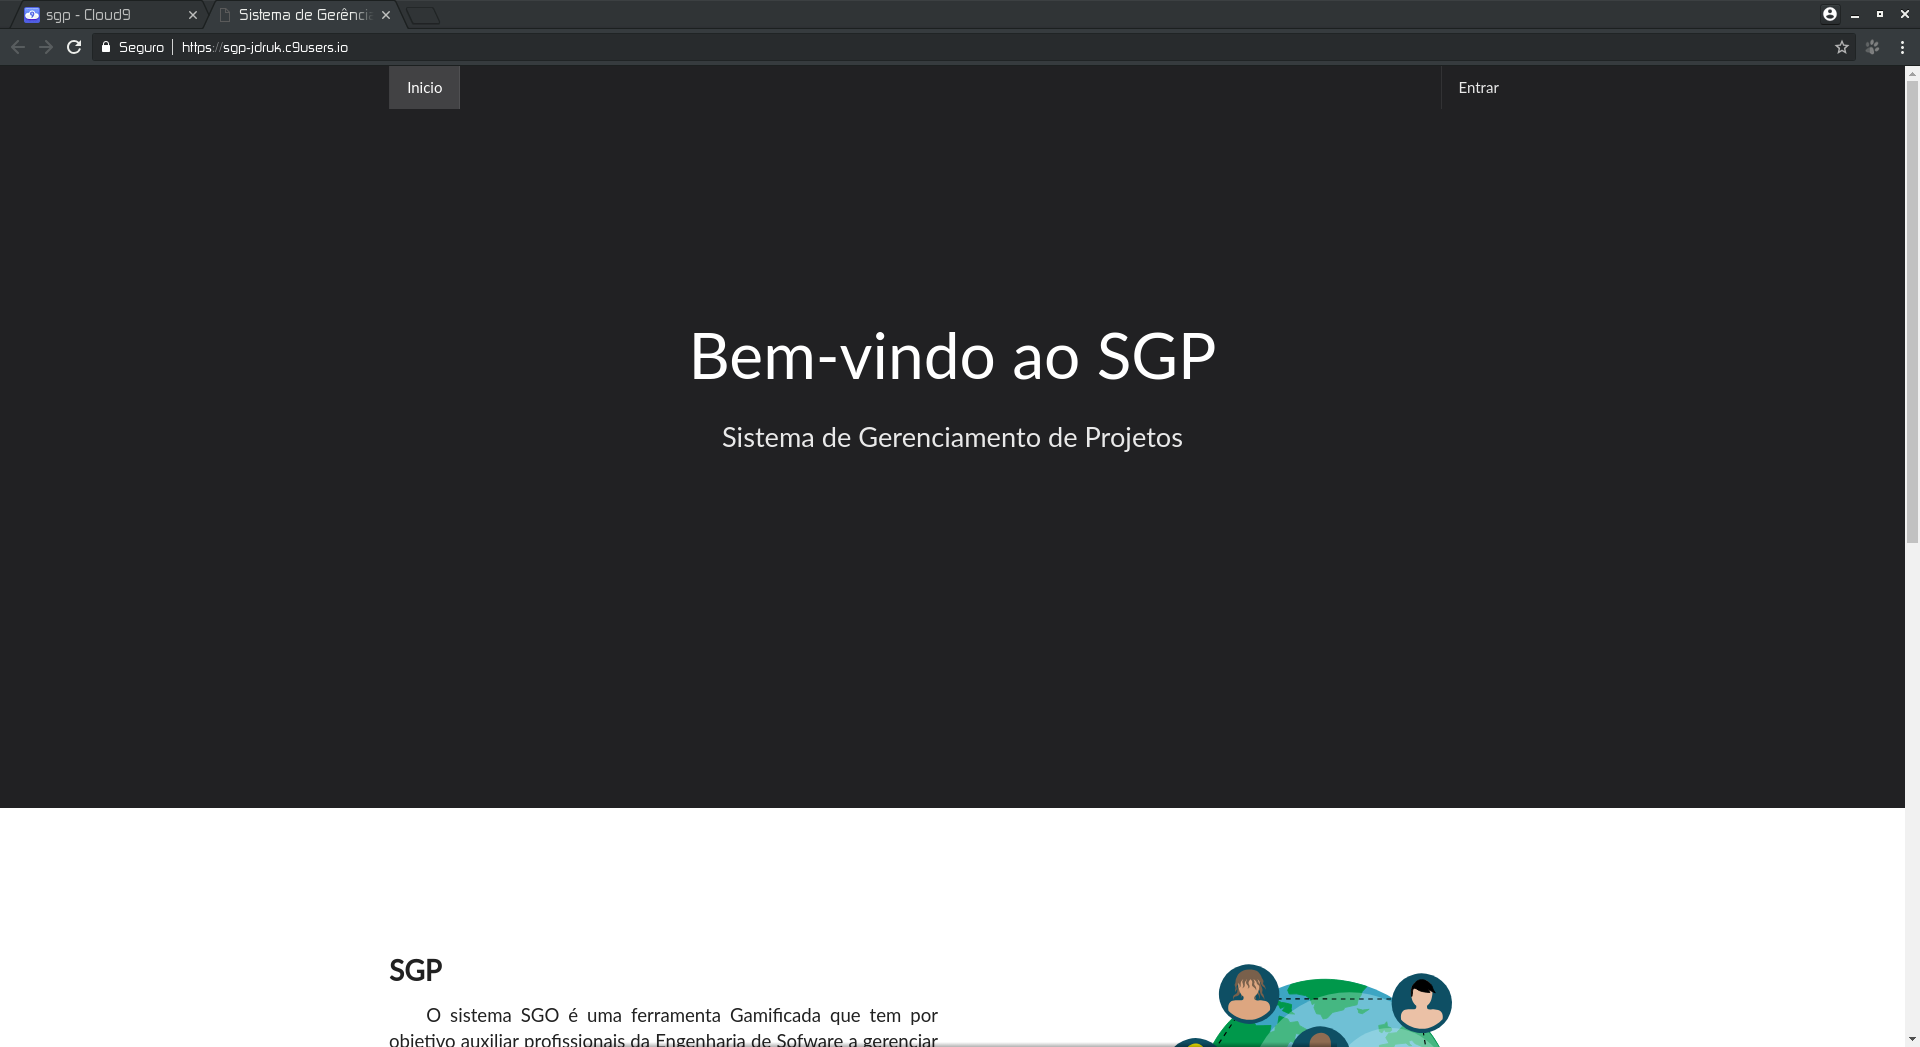 sgp - Cloud9
Sistema de Gerência
Seguro
https://sgp-jdruk.c9users.io
Inicio
Entrar
Bem-vindo ao SGP
Sistema de Gerenciamento de Projetos
SGP
O sistema SGO é uma ferramenta Gamificada que tem por
objetivo auxiliar profissionais da Engenharia de Sofware a gerenciar